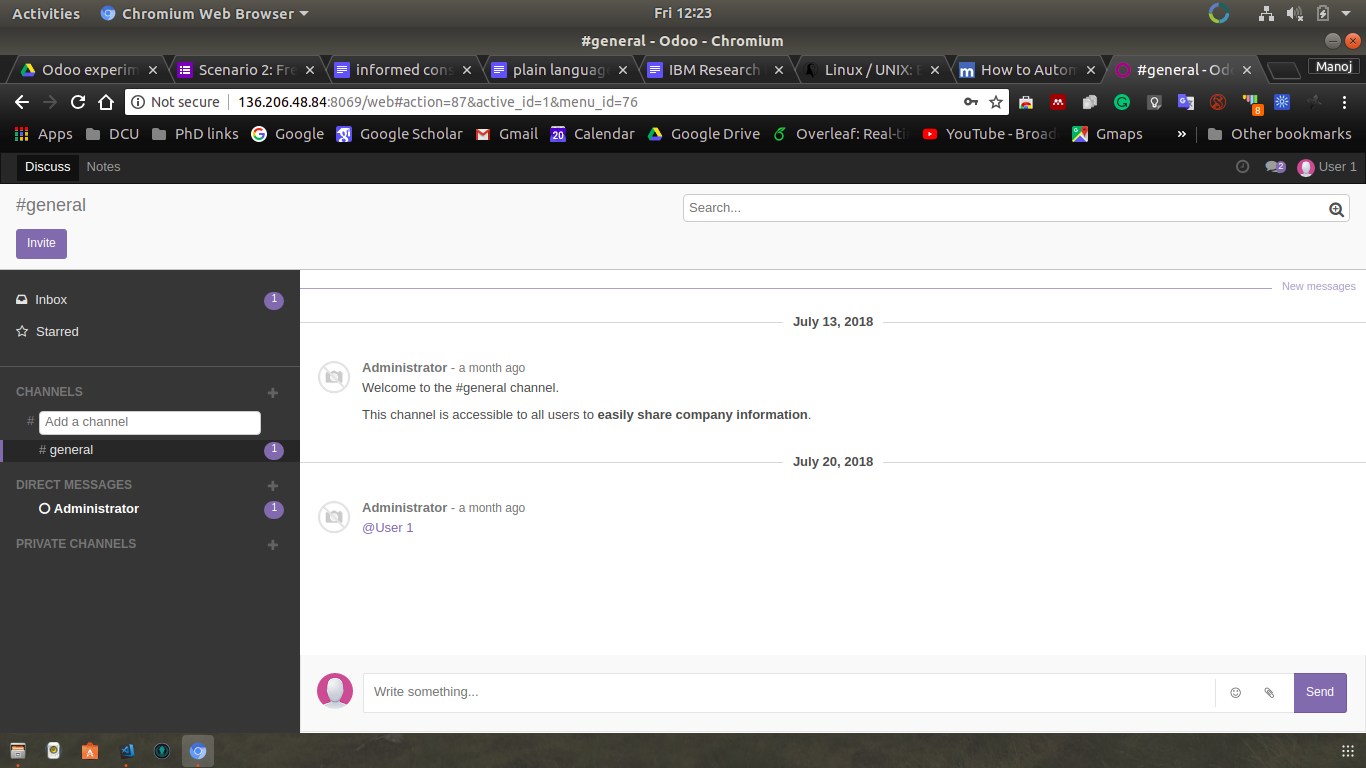 Activities Chromium Web Browser Fri 12:23
#general - Odoo - Chromium
Odoo experim Scenario 2: Fre informed cons plain language IBM Research Linux / UNIX: How to Autom #general - Odo Manoj
Not secure 136.206.48.84:8069/web#action=87&active_id=1&menu_id=76 8
Apps DCU PhD links Google Google Scholar Gmail 20 Calendar Google Drive Overleaf: Real-ti YouTube - Broad Gmaps » Other bookmarks
Discuss Notes 2 User 1
#general Search...
Invite
Inbox 1
Starred
CHANNELS
# Add a channel
# general 1
DIRECT MESSAGES
Administrator 1
PRIVATE CHANNELS
New messages
July 13, 2018
Administrator - a month ago
Welcome to the #general channel.
This channel is accessible to all users to easily share company information.
July 20, 2018
Administrator - a month ago
@User 1
Write something... Send